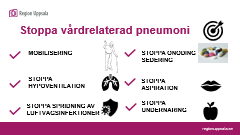 Region Uppsala
Stoppa vårdrelaterad pneumoni
MOBILISERING
STOPPA ONÖDIG
SEDERING
STOPPA
HYPOVENTILATION
STOPPA
ASPIRATION
STOPPA SPRIDNING AV
LUFTVÄGSINFEKTIONER
STOPPA
UNDERNÄRING
regionuppsala.se